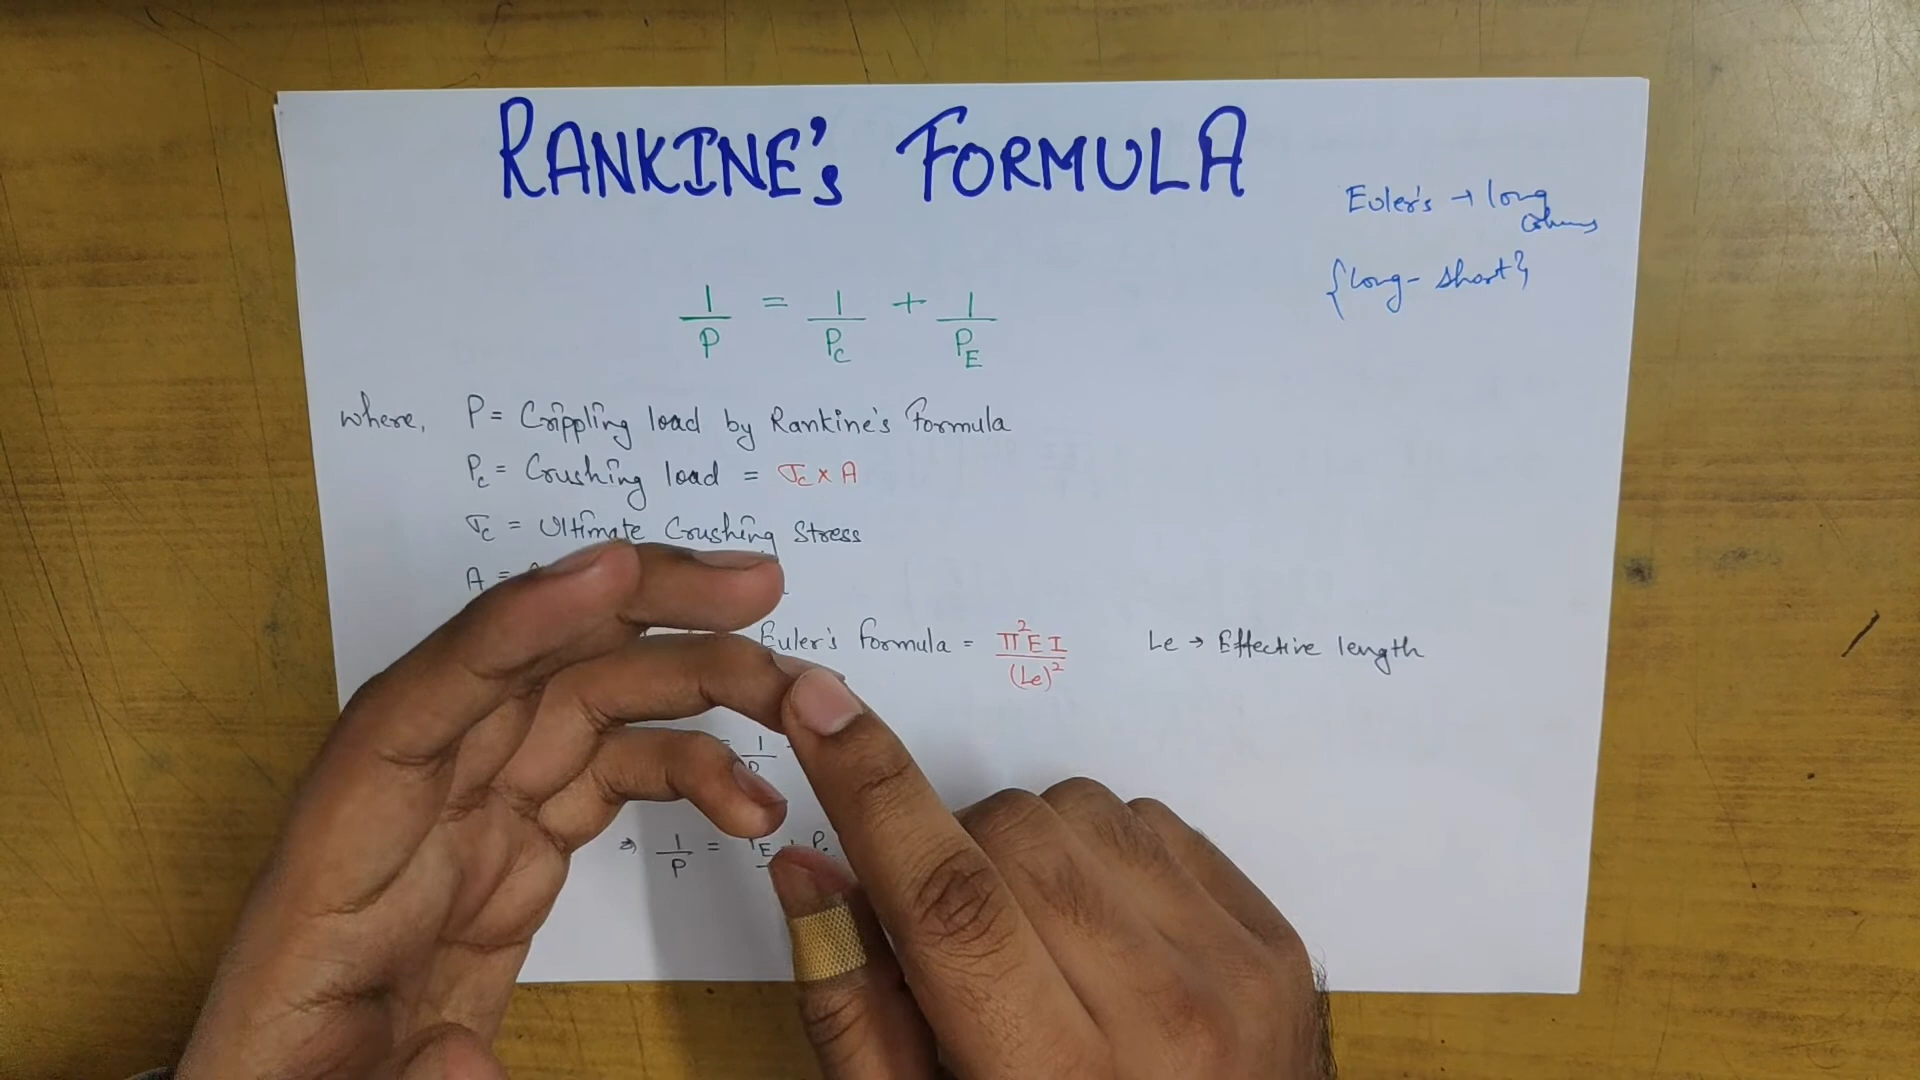 RANKINE's FORMULA
Euler's → long
{long - short}
1/P = 1/PC + 1/PE
where, P = Crippling load by Rankine's Formula
Pc = Crushing load = σc × A
σc = Ultimate Crushing Stress
A =
Euler's formula = π²EI/(Le)² Le → Effective length
= 1
⇒ 1/P =